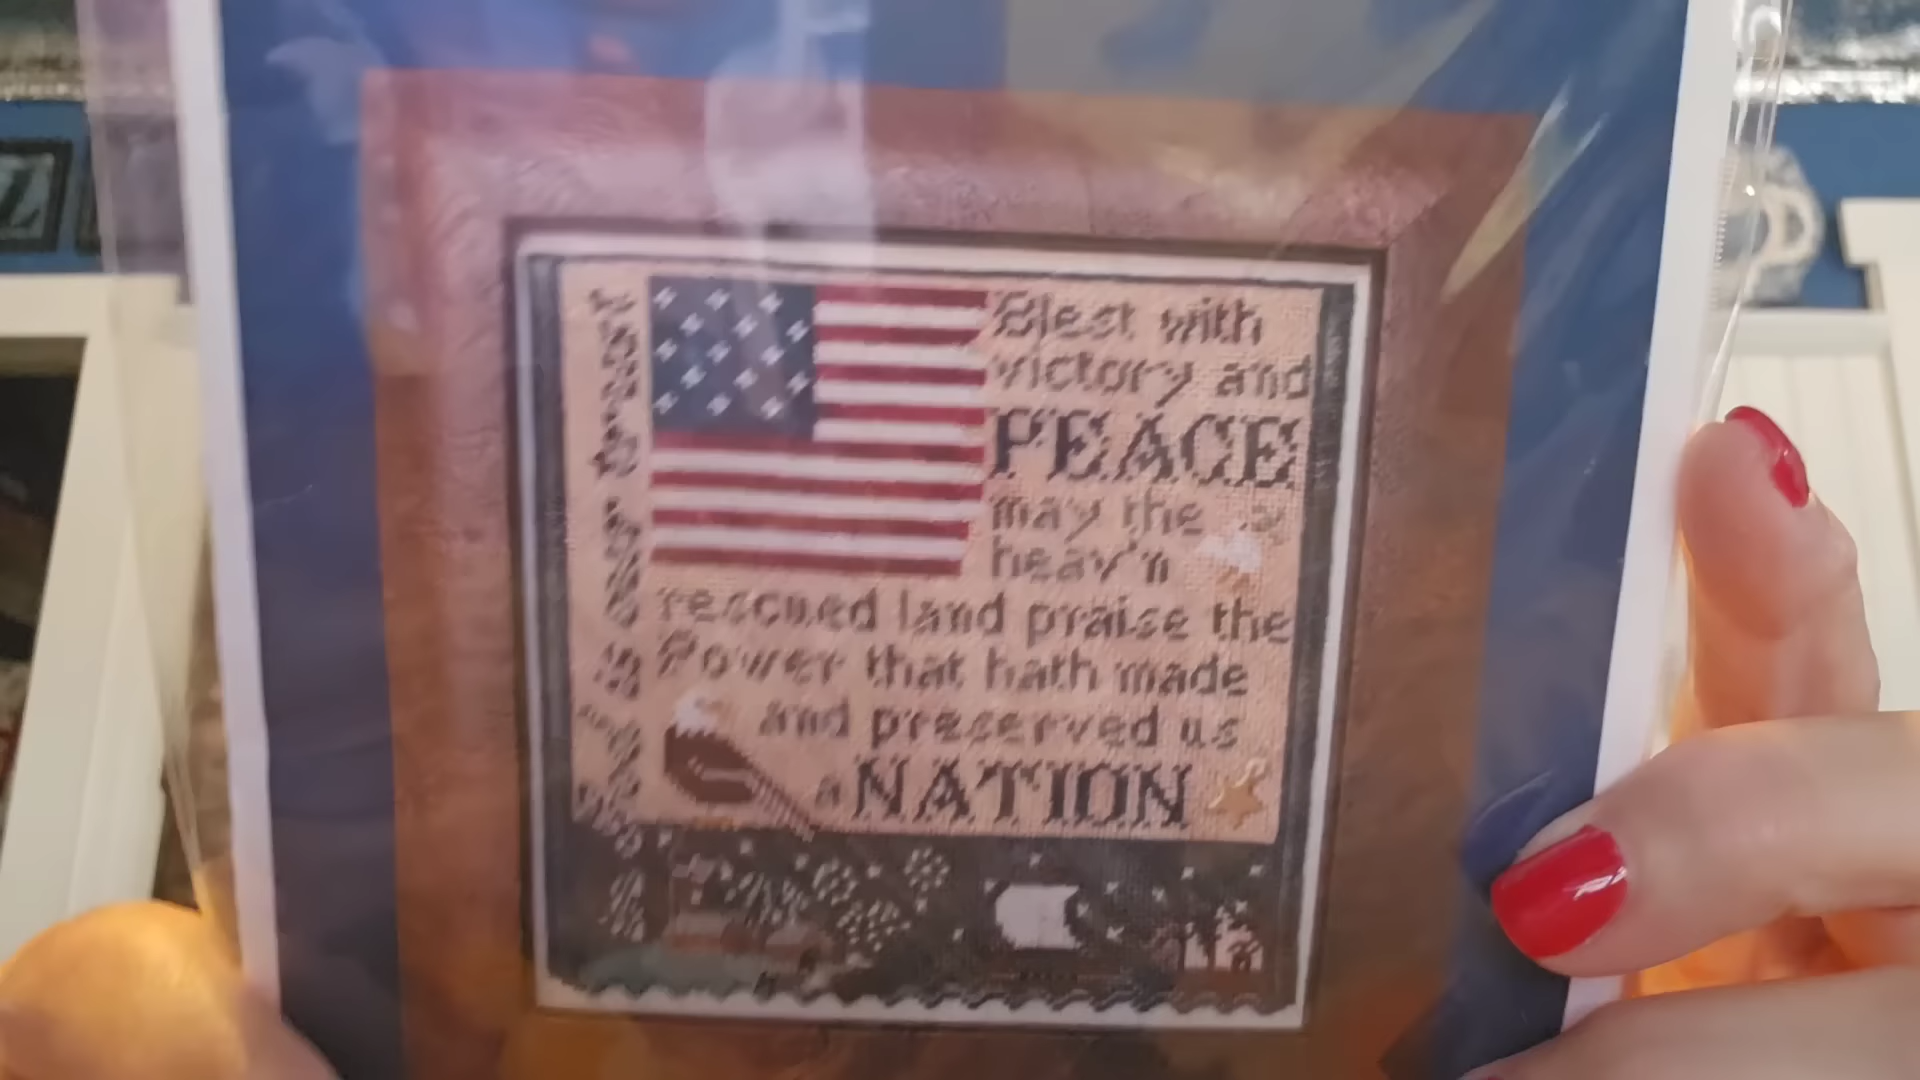 Blest with
victory and
PEACE
may the
heav'n
rescued land praise the
Power that hath made
and preserved us
a NATION